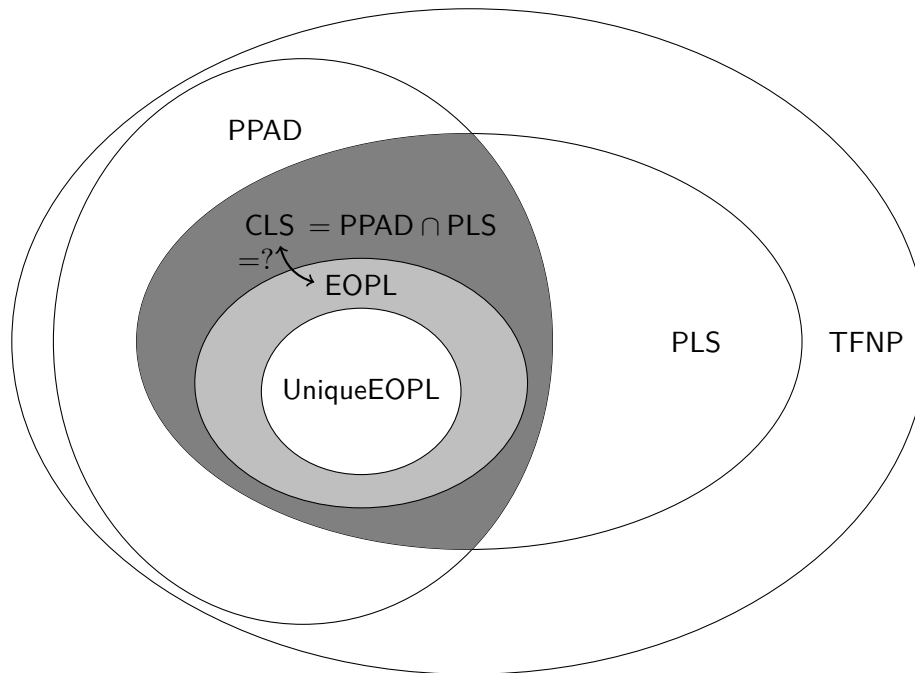 PPAD
CLS = PPAD ∩ PLS
=?
EOPL
PLS
TFNP
UniqueEOPL